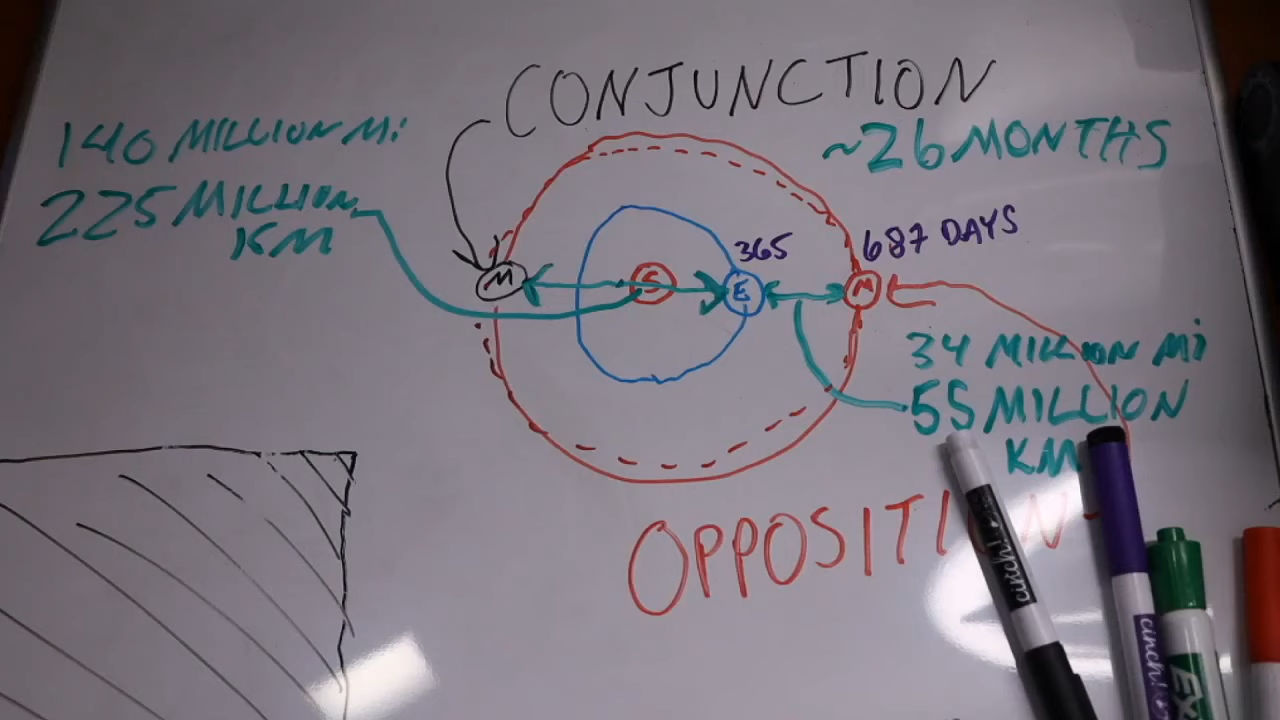 CONJUNCTION
140 MILLION Mi
225 MILLION
KM
~26 MONTHS
365
687 DAYS
M
S
E
M
34 MILLION Mi
55 MILLION
KM
OPPOSITION
cinch!
cinch!
EX